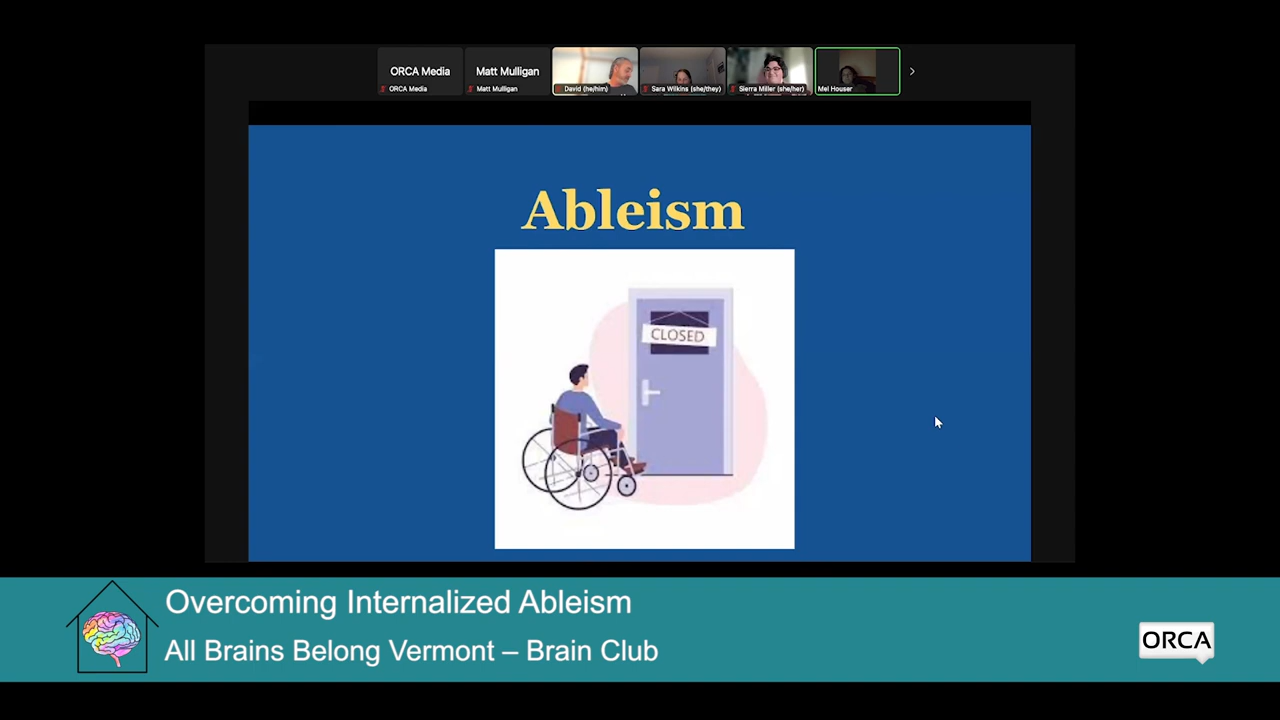 ORCA Media
Matt Mulligan
ORCA Media
Matt Mulligan
David (he/him)
Sara Wilkins (she/they)
Sierra Miller (she/her)
Mel Houser
Ableism
CLOSED
Overcoming Internalized Ableism
All Brains Belong Vermont – Brain Club
ORCA